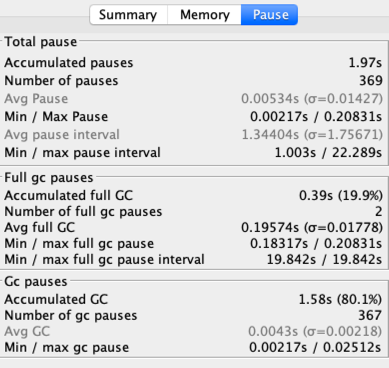 Summary Memory Pause
Total pause
Accumulated pauses 1.97s
Number of pauses 369
Avg Pause 0.00534s (σ=0.01427)
Min / Max Pause 0.00217s / 0.20831s
Avg pause interval 1.34404s (σ=1.75671)
Min / max pause interval 1.003s / 22.289s
Full gc pauses
Accumulated full GC 0.39s (19.9%)
Number of full gc pauses 2
Avg full GC 0.19574s (σ=0.01778)
Min / max full gc pause 0.18317s / 0.20831s
Min / max full gc pause interval 19.842s / 19.842s
Gc pauses
Accumulated GC 1.58s (80.1%)
Number of gc pauses 367
Avg GC 0.0043s (σ=0.00218)
Min / max gc pause 0.00217s / 0.02512s